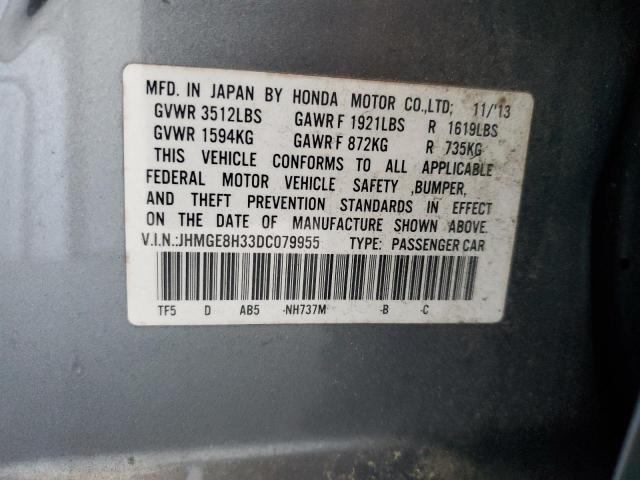 MFD. IN JAPAN BY HONDA MOTOR CO.,LTD; 11/'13
GVWR 3512LBS GAWR F 1921LBS R 1619LBS
GVWR 1594KG GAWR F 872KG R 735KG
THIS VEHICLE CONFORMS TO ALL APPLICABLE
FEDERAL MOTOR VEHICLE SAFETY ,BUMPER,
AND THEFT PREVENTION STANDARDS IN EFFECT
ON THE DATE OF MANUFACTURE SHOWN ABOVE.
V.I.N.:JHMGE8H33DC079955 TYPE: PASSENGER CAR
TF5 D AB5 -NH737M -B -C